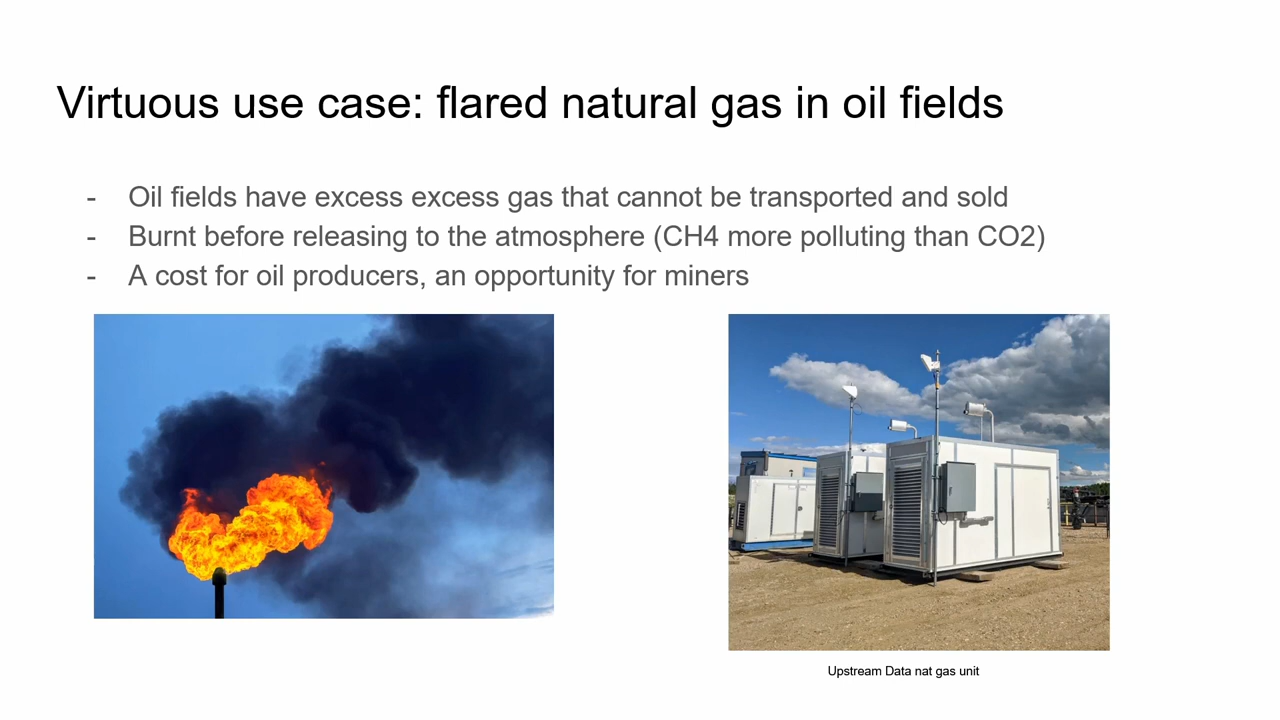 Virtuous use case: flared natural gas in oil fields
- Oil fields have excess excess gas that cannot be transported and sold
- Burnt before releasing to the atmosphere (CH4 more polluting than CO2)
- A cost for oil producers, an opportunity for miners
Upstream Data nat gas unit